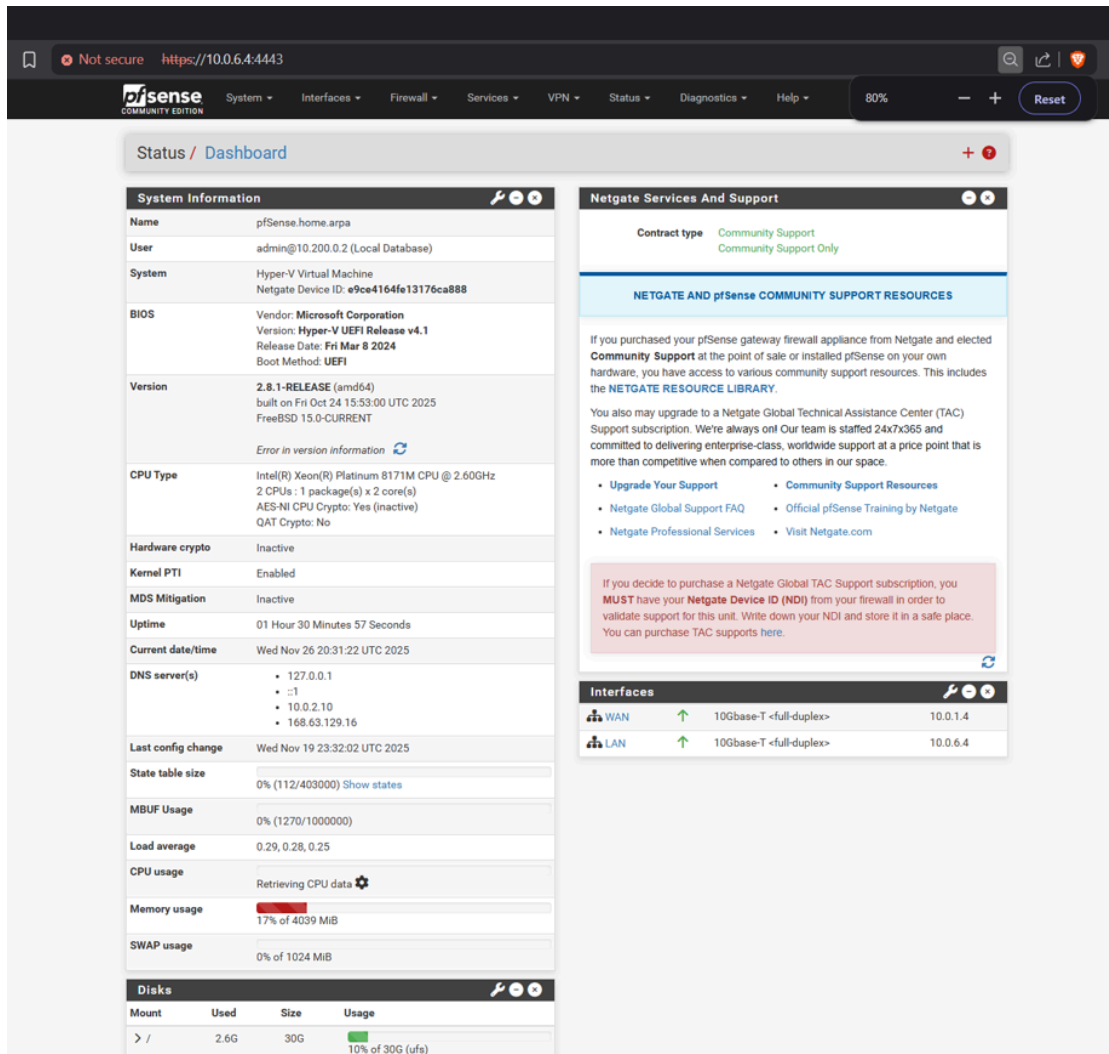 Not secure https://10.0.6.4:4443
pfsense System Interfaces Firewall Services VPN Status Diagnostics Help 80% Reset
COMMUNITY EDITION
Status / Dashboard
System Information
Name pfSense.home.arpa
User admin@10.200.0.2 (Local Database)
System Hyper-V Virtual Machine
Netgate Device ID: e9ce4164fe13176ca888
BIOS Vendor: Microsoft Corporation
Version: Hyper-V UEFI Release v4.1
Release Date: Fri Mar 8 2024
Boot Method: UEFI
Version 2.8.1-RELEASE (amd64)
built on Fri Oct 24 15:53:00 UTC 2025
FreeBSD 15.0-CURRENT
Error in version information
CPU Type Intel(R) Xeon(R) Platinum 8171M CPU @ 2.60GHz
2 CPUs : 1 package(s) x 2 core(s)
AES-NI CPU Crypto: Yes (inactive)
QAT Crypto: No
Hardware crypto Inactive
Kernel PTI Enabled
MDS Mitigation Inactive
Uptime 01 Hour 30 Minutes 57 Seconds
Current date/time Wed Nov 26 20:31:22 UTC 2025
DNS server(s) • 127.0.0.1
• ::1
• 10.0.2.10
• 168.63.129.16
Last config change Wed Nov 19 23:32:02 UTC 2025
State table size
0% (112/403000) Show states
MBUF Usage
0% (1270/1000000)
Load average 0.29, 0.28, 0.25
CPU usage
Retrieving CPU data
Memory usage
17% of 4039 MiB
SWAP usage
0% of 1024 MiB
Disks
Mount Used Size Usage
/ 2.6G 30G
10% of 30G (ufs)
Netgate Services And Support
Contract type Community Support
Community Support Only
NETGATE AND pfSense COMMUNITY SUPPORT RESOURCES
If you purchased your pfSense gateway firewall appliance from Netgate and elected
Community Support at the point of sale or installed pfSense on your own
hardware, you have access to various community support resources. This includes
the NETGATE RESOURCE LIBRARY.
You also may upgrade to a Netgate Global Technical Assistance Center (TAC)
Support subscription. We're always on! Our team is staffed 24x7x365 and
committed to delivering enterprise-class, worldwide support at a price point that is
more than competitive when compared to others in our space.
• Upgrade Your Support • Community Support Resources
• Netgate Global Support FAQ • Official pfSense Training by Netgate
• Netgate Professional Services • Visit Netgate.com
If you decide to purchase a Netgate Global TAC Support subscription, you
MUST have your Netgate Device ID (NDI) from your firewall in order to
validate support for this unit. Write down your NDI and store it in a safe place.
You can purchase TAC supports here.
Interfaces
WAN 10Gbase-T <full-duplex> 10.0.1.4
LAN 10Gbase-T <full-duplex> 10.0.6.4